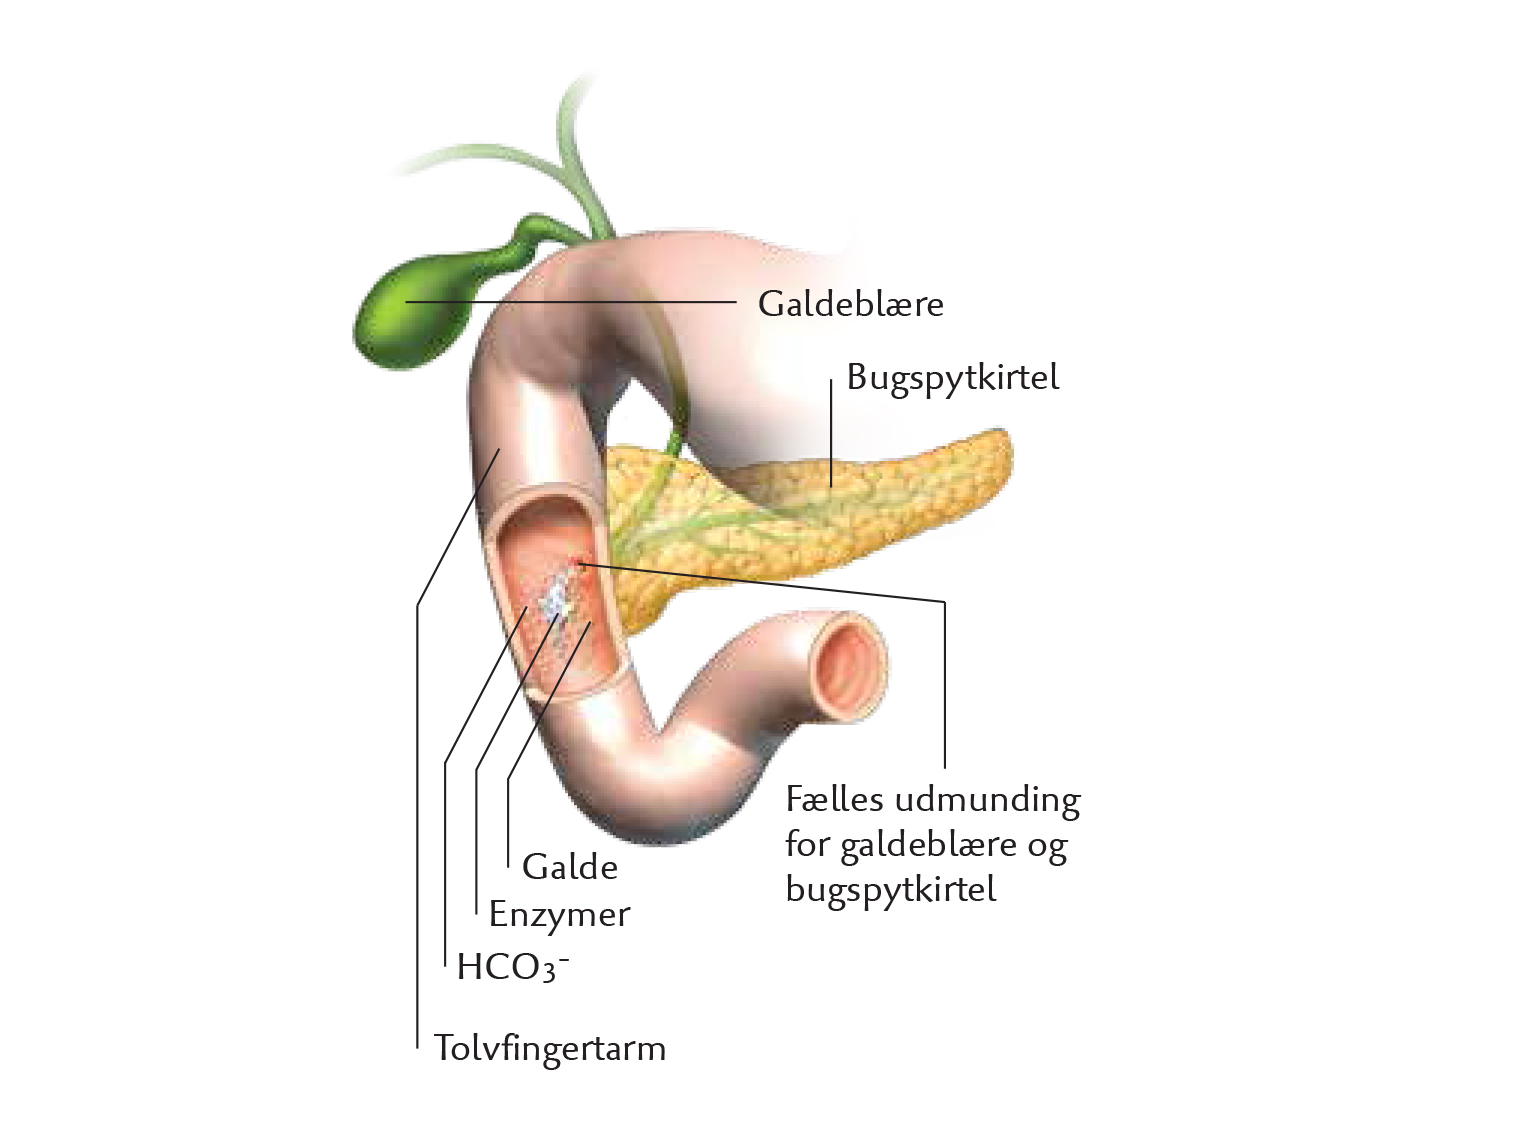 Galdeblære
Bugspytkirtel
Fælles udmunding
for galdeblære og
bugspytkirtel
Galde
Enzymer
HCO₃⁻
Tolvfingertarm